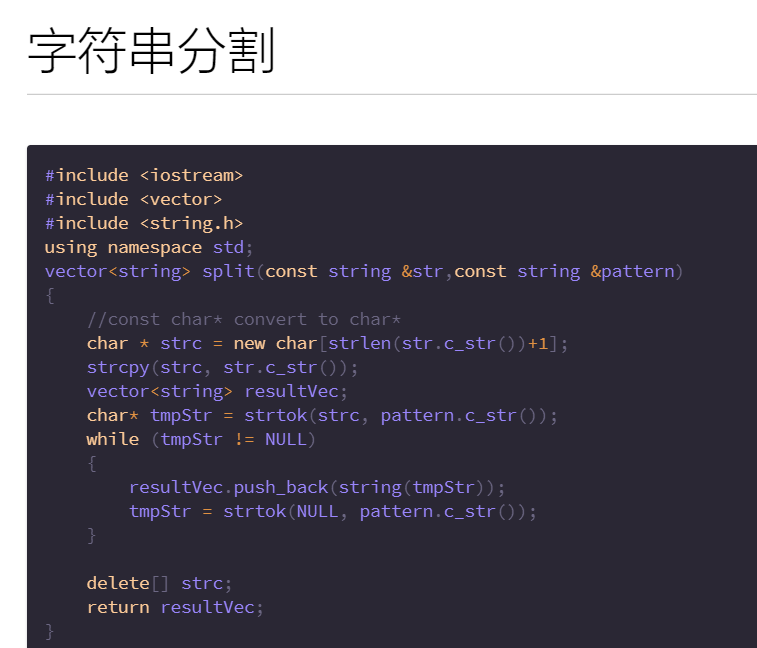 字符串分割
#include <iostream>
#include <vector>
#include <string.h>
using namespace std;
vector<string> split(const string &str,const string &pattern)
{
    //const char* convert to char*
    char * strc = new char[strlen(str.c_str())+1];
    strcpy(strc, str.c_str());
    vector<string> resultVec;
    char* tmpStr = strtok(strc, pattern.c_str());
    while (tmpStr != NULL)
    {
        resultVec.push_back(string(tmpStr));
        tmpStr = strtok(NULL, pattern.c_str());
    }
    delete[] strc;
    return resultVec;
}